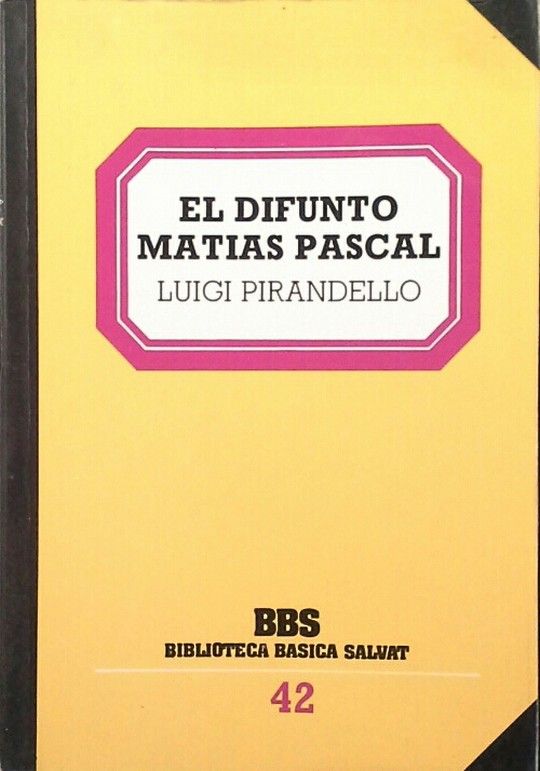 EL DIFUNTO
MATIAS PASCAL
LUIGI PIRANDELLO
BBS
BIBLIOTECA BASICA SALVAT
42